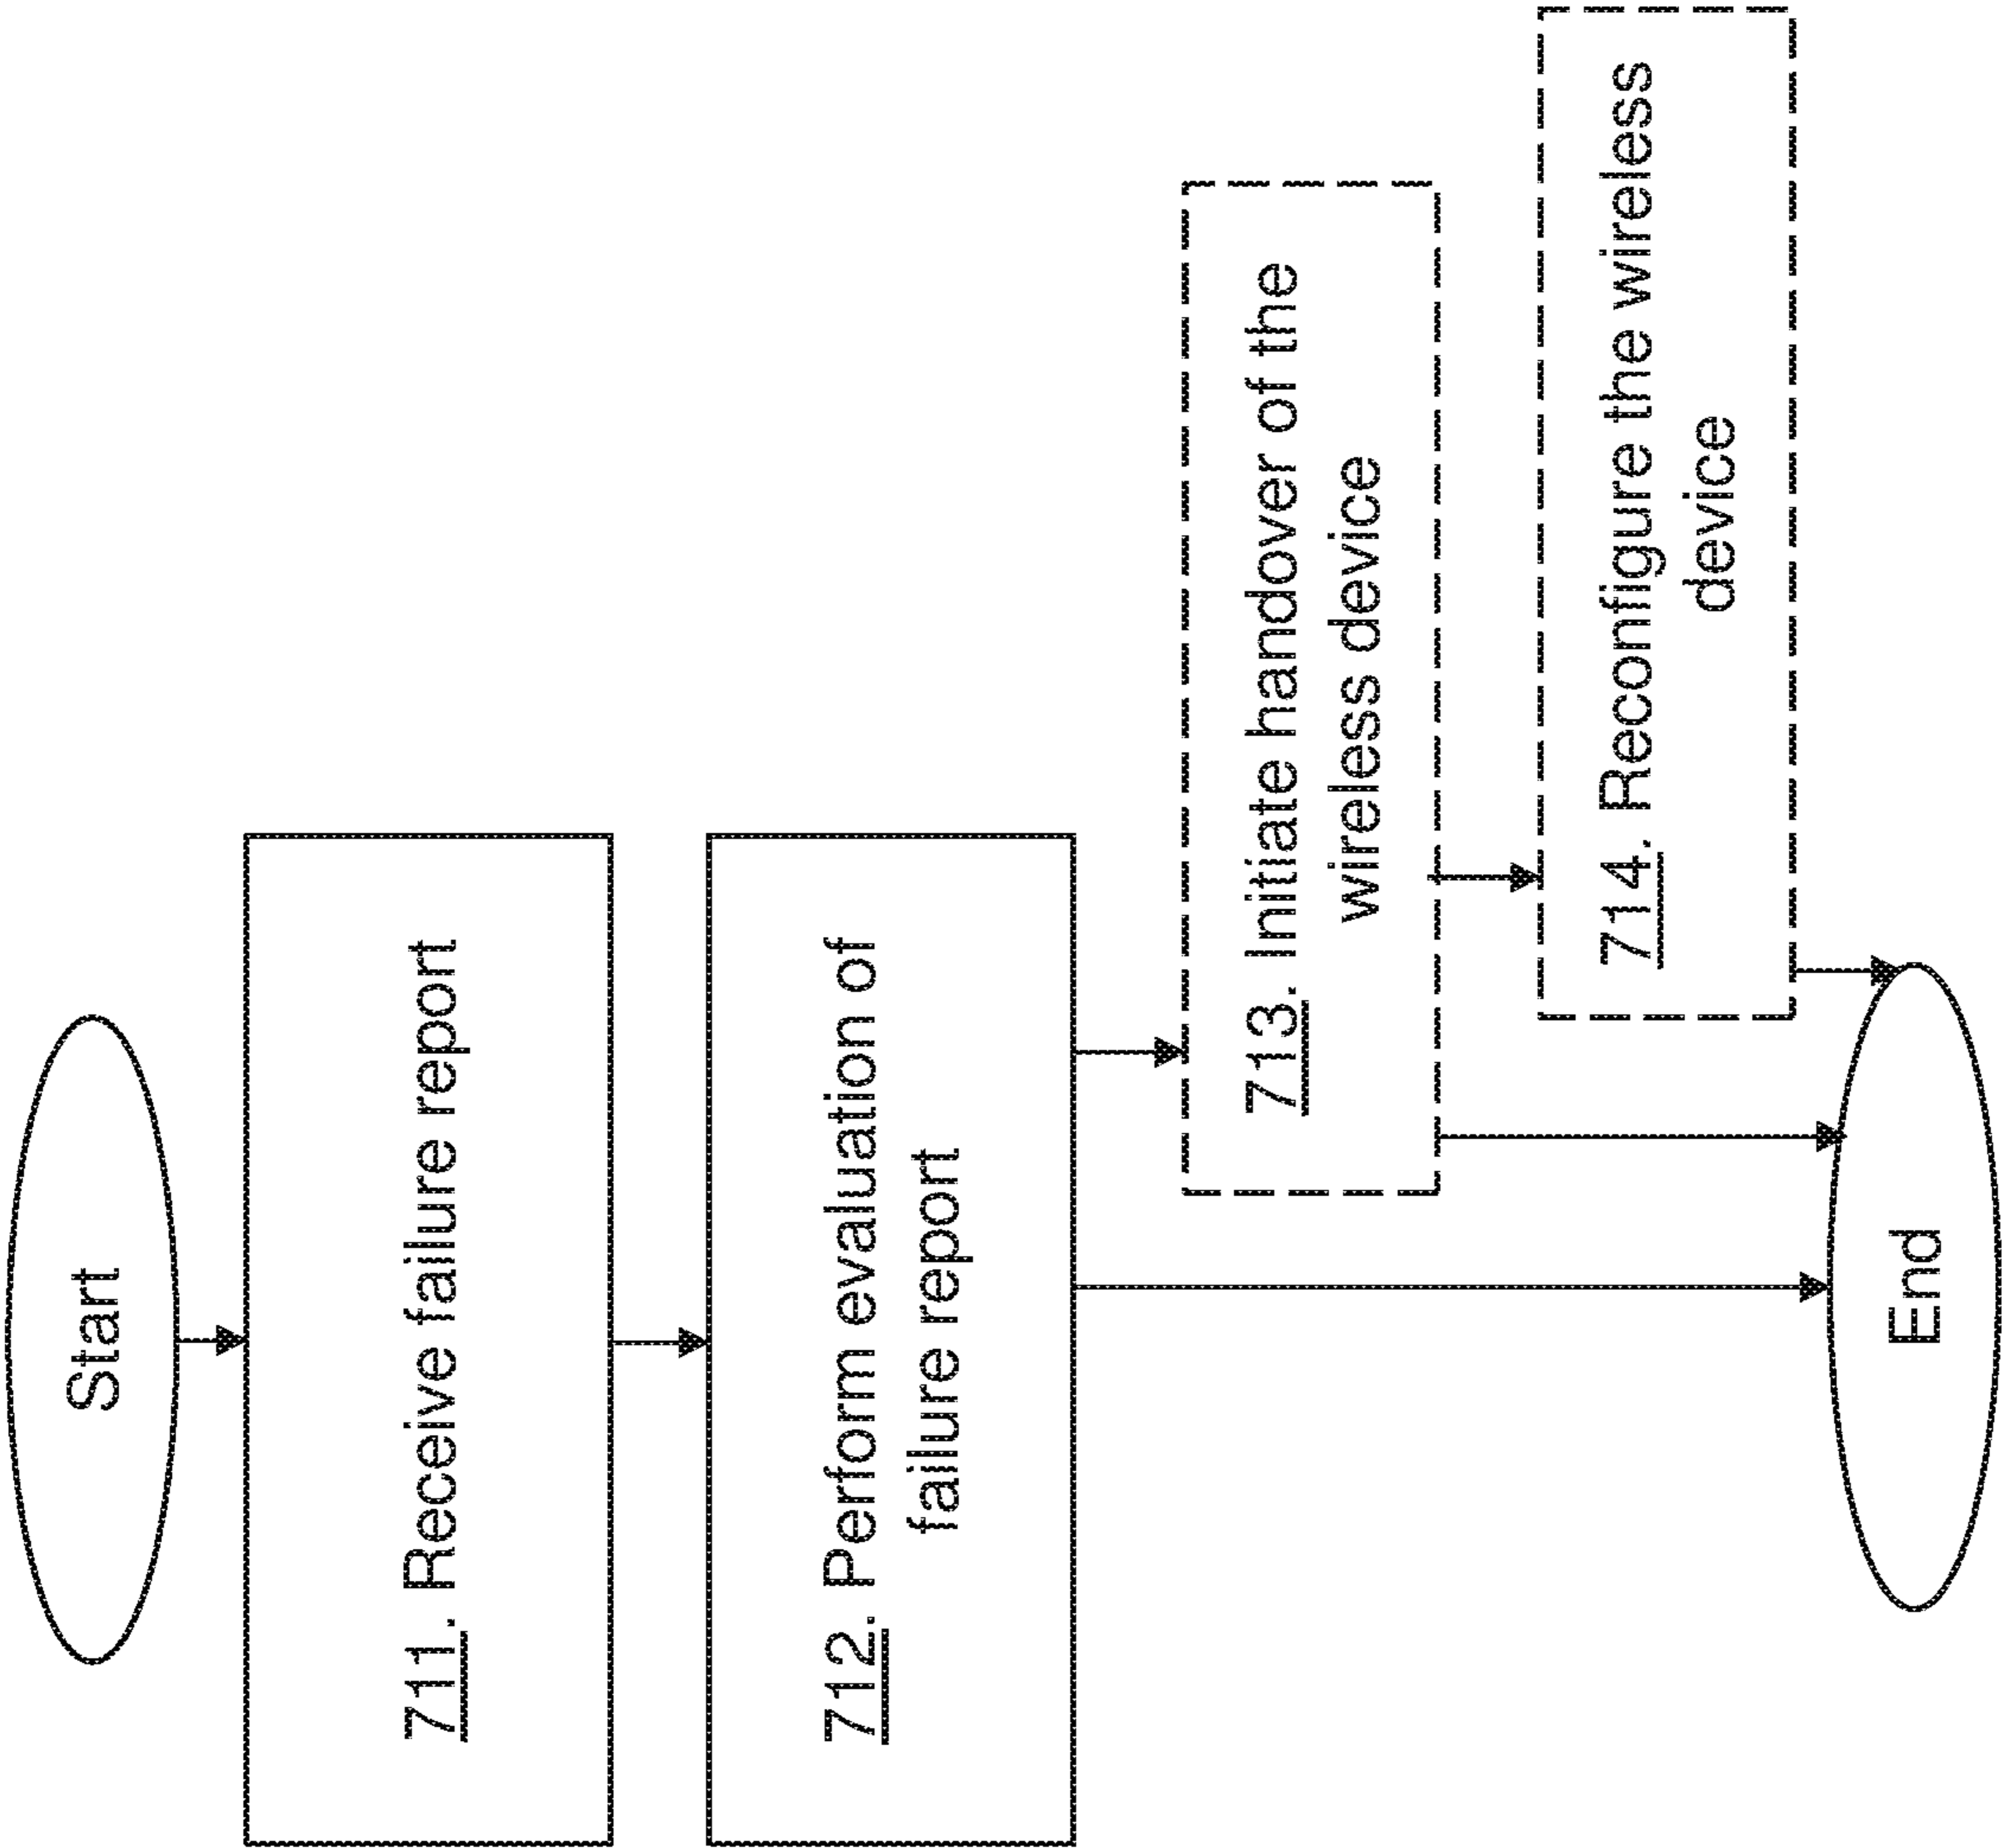 Start
711. Receive failure report
712. Perform evaluation of
failure report
713. Initiate handover of the
wireless device
714. Reconfigure the wireless
device
End